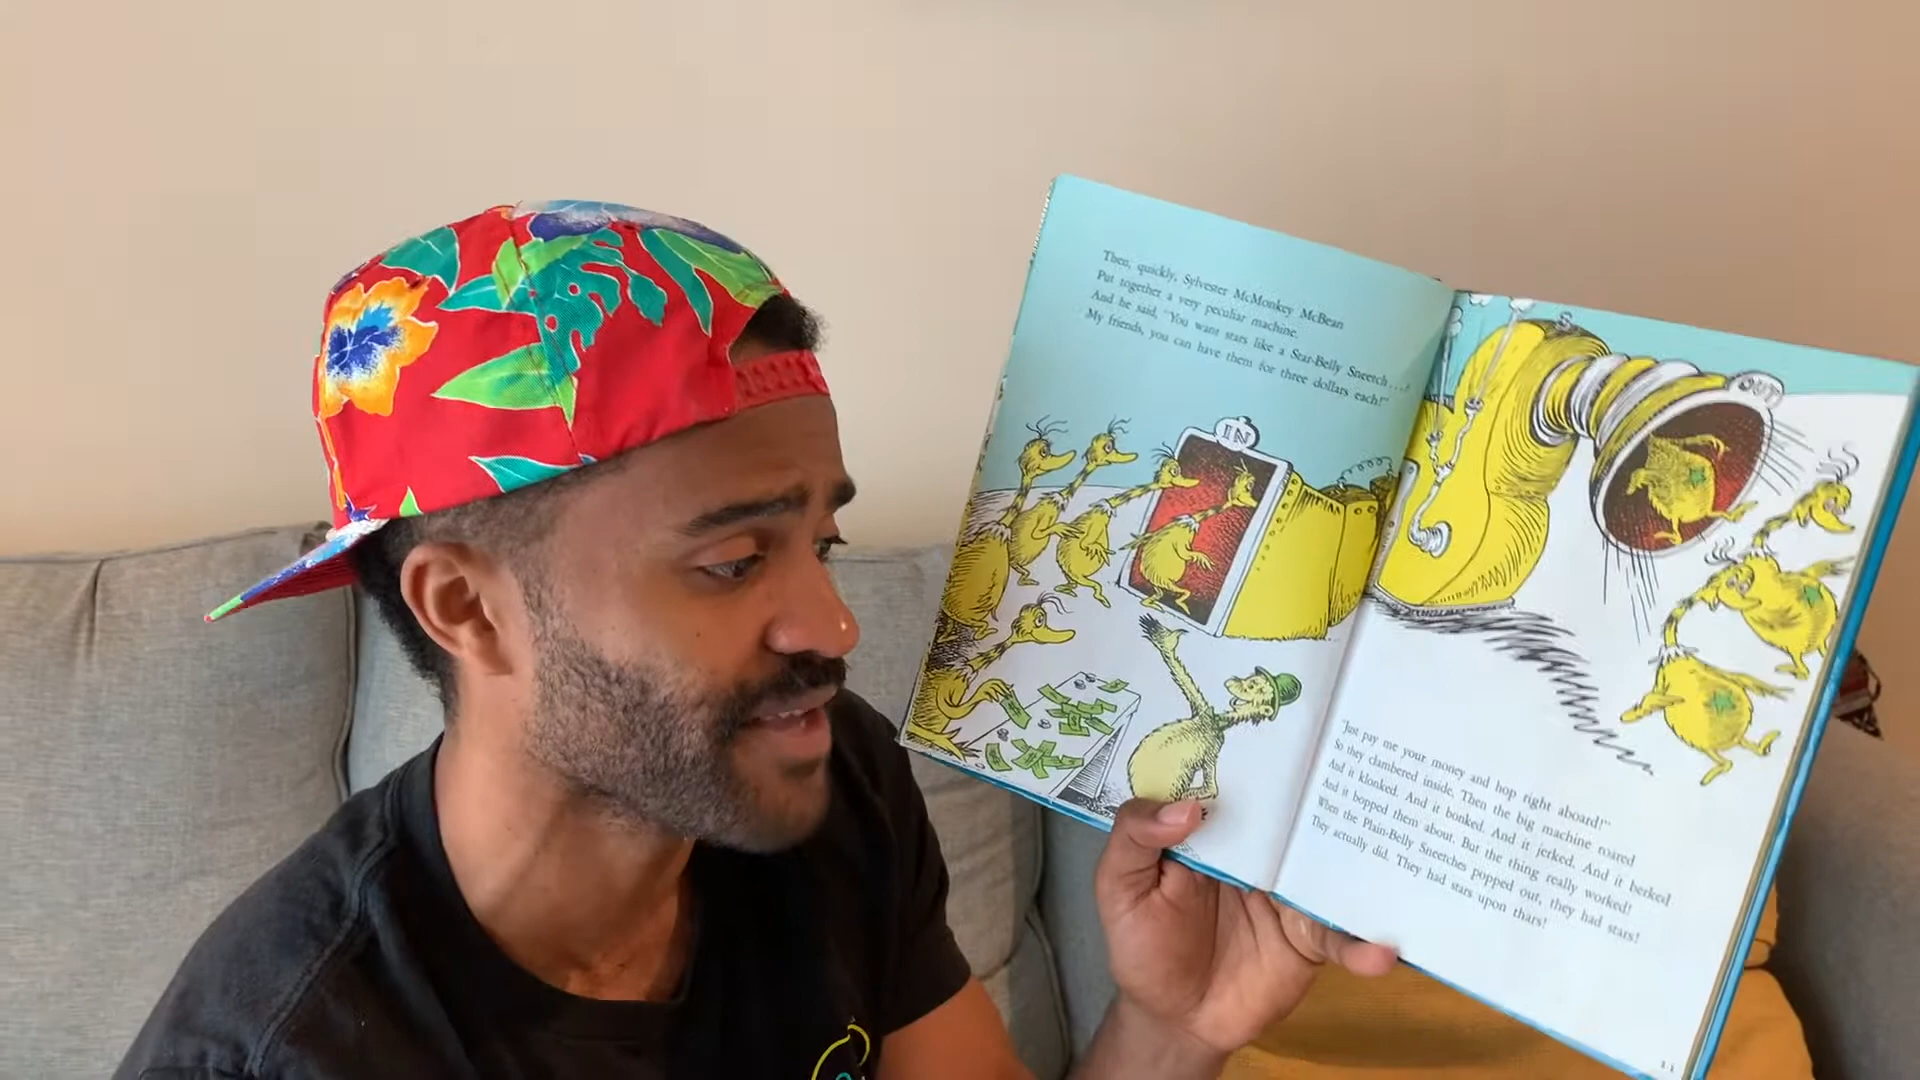 Then, quickly, Sylvester McMonkey McBean
Put together a very peculiar machine.
And he said, "You want stars like a Star-Belly Sneetch...?
My friends, you can have them for three dollars each!"
IN
OUT
"Just pay me your money and hop right aboard!"
So they clambered inside. Then the big machine roared
And it klonked. And it bonked. And it jerked. And it berked
And it bopped them about. But the thing really worked!
When the Plain-Belly Sneetches popped out, they had stars!
They actually did. They had stars upon thars!
11